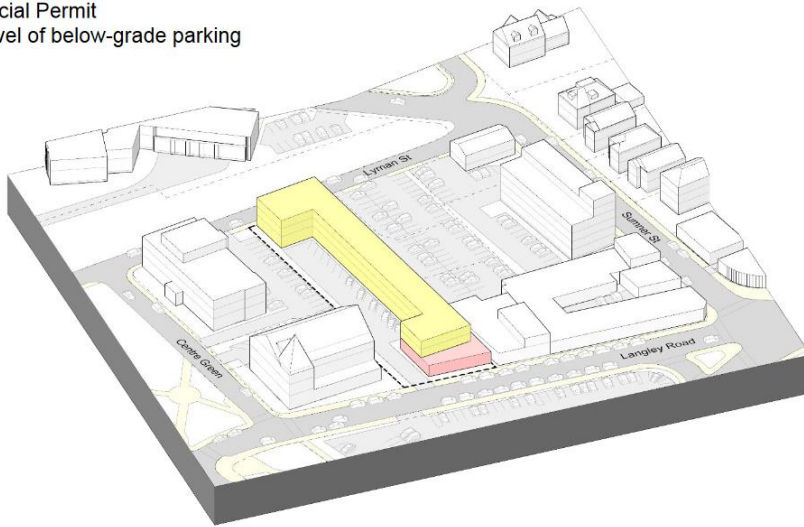 cial Permit
vel of below-grade parking
Lyman St
Sumner St
Centre Green
Langley Road